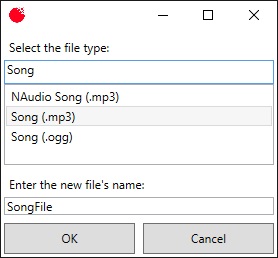 Select the file type:
Song
NAudio Song (.mp3)
Song (.mp3)
Song (.ogg)
Enter the new file's name:
SongFile
OK Cancel